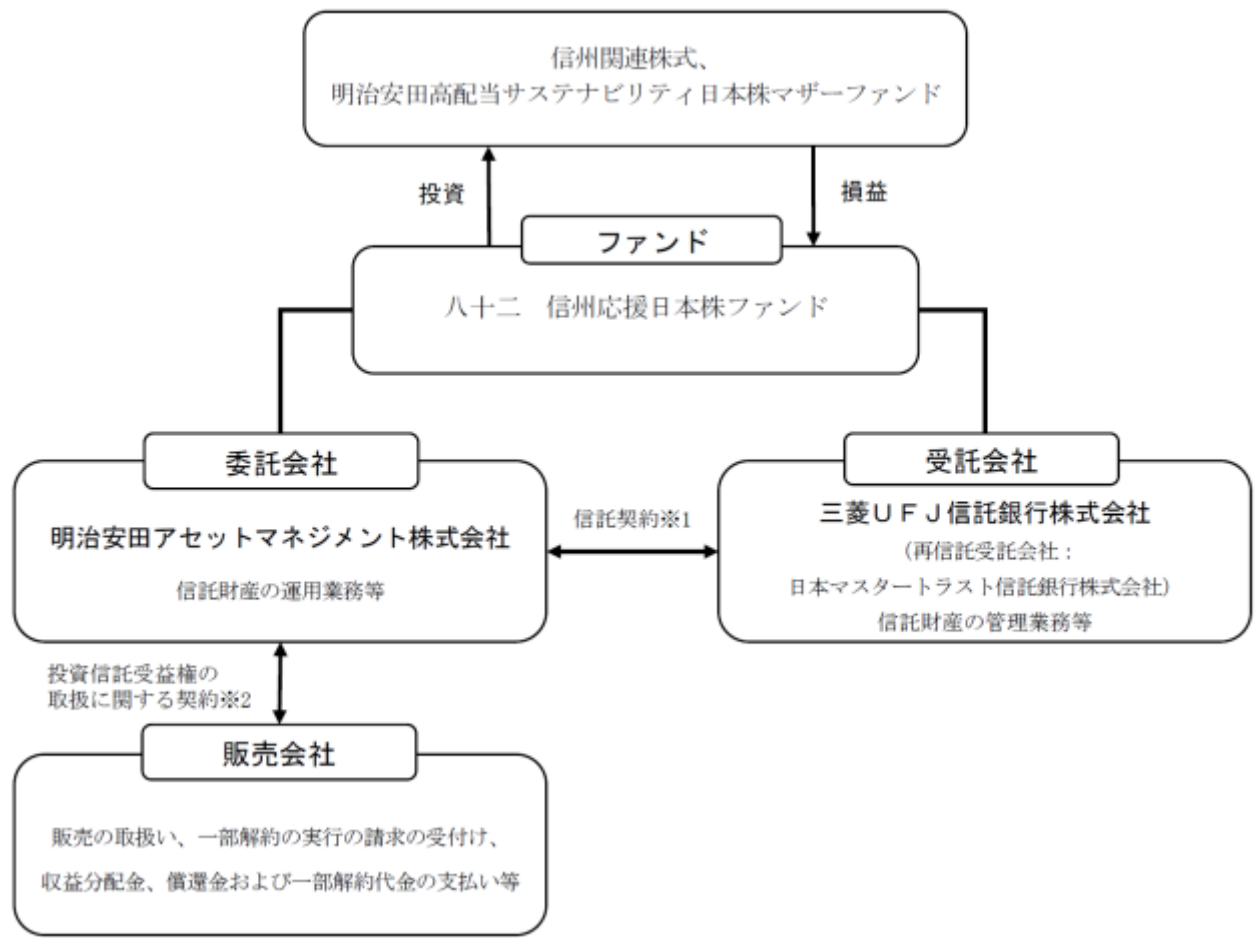 信州関連株式、
明治安田高配当サステナビリティ日本株マザーファンド
投資
損益
ファンド
八十二　信州応援日本株ファンド
委託会社
明治安田アセットマネジメント株式会社
信託財産の運用業務等
信託契約※1
受託会社
三菱ＵＦＪ信託銀行株式会社
（再信託受託会社：
日本マスタートラスト信託銀行株式会社）
信託財産の管理業務等
投資信託受益権の
取扱に関する契約※2
販売会社
販売の取扱い、一部解約の実行の請求の受付け、
収益分配金、償還金および一部解約代金の支払い等